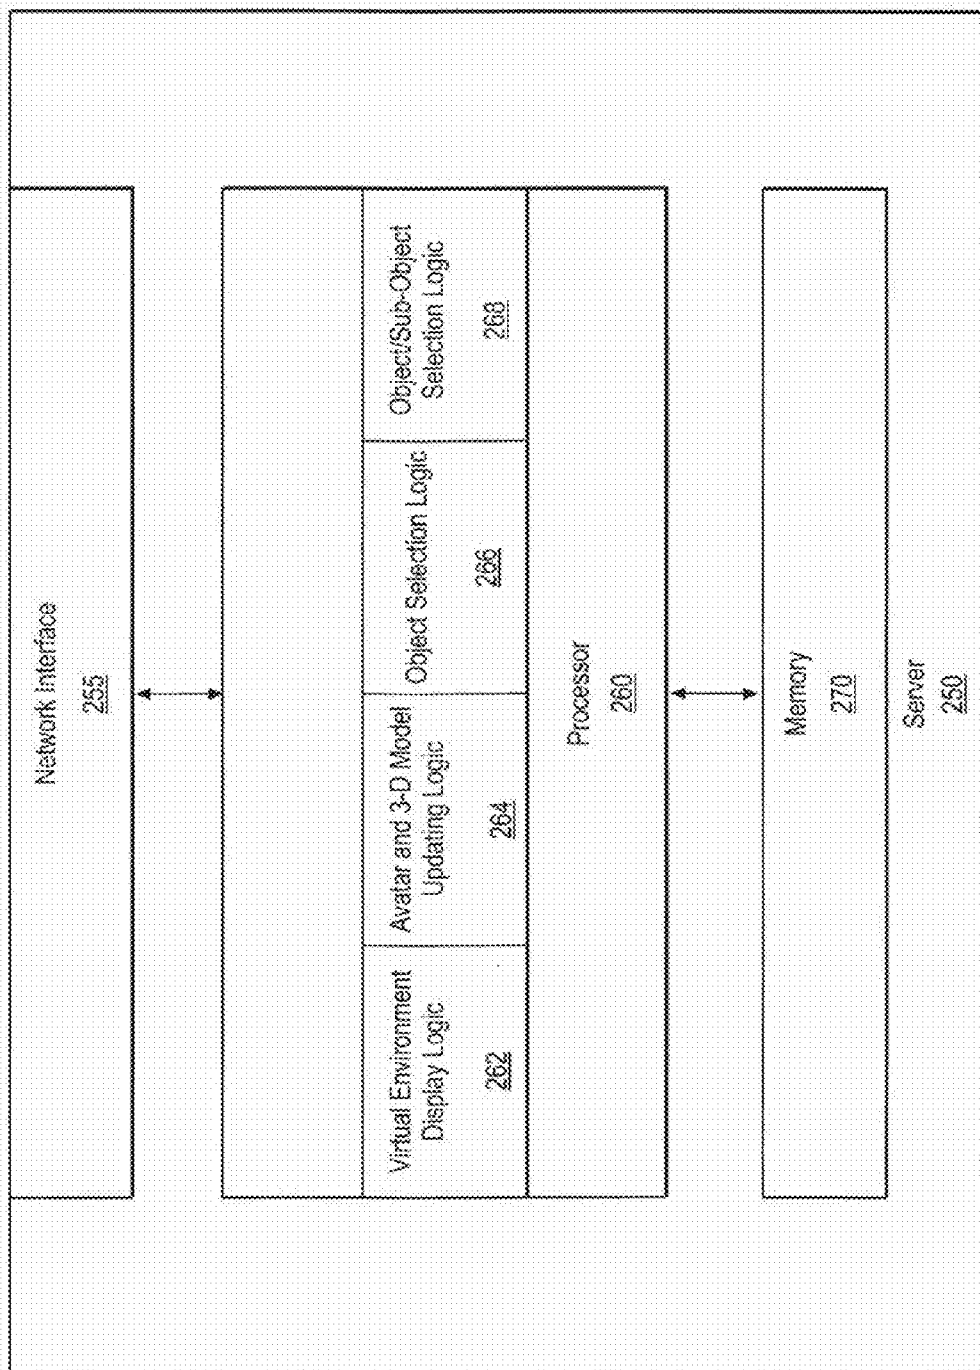 Network Interface
255
Virtual Environment
Display Logic
262
Avatar and 3-D Model
Updating Logic
264
Object Selection Logic
266
Object/Sub-Object
Selection Logic
268
Processor
260
Memory
270
Server
250